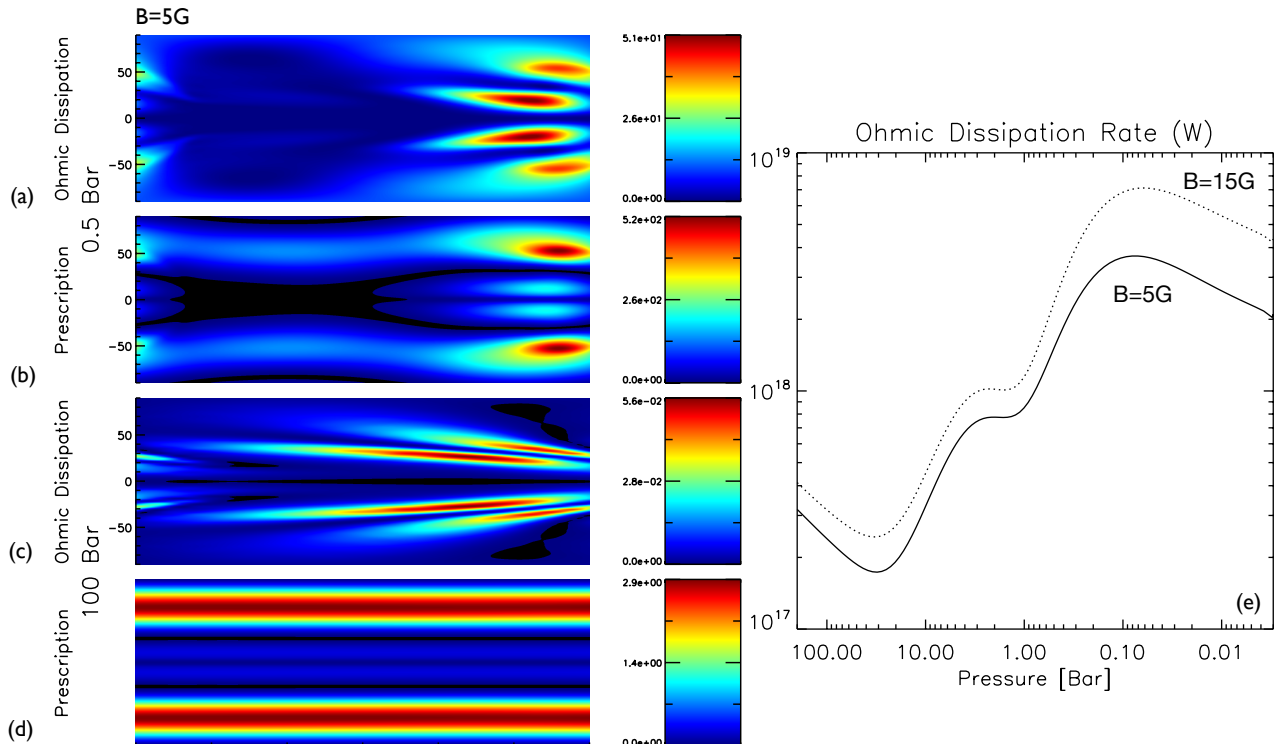 B=5G
(a)
Ohmic Dissipation
50
0
−50
5.1e+01
2.6e+01
0.0e+00
0.5 Bar
(b)
Prescription
50
0
−50
5.2e+02
2.6e+02
0.0e+00
(c)
Ohmic Dissipation
50
0
−50
5.6e-02
2.8e-02
0.0e+00
100 Bar
(d)
Prescription
2.9e+00
1.4e+00
0.0e+00
Ohmic Dissipation Rate (W)
10^19
10^18
10^17
B=15G
B=5G
(e)
100.00 10.00 1.00 0.10 0.01
Pressure [Bar]